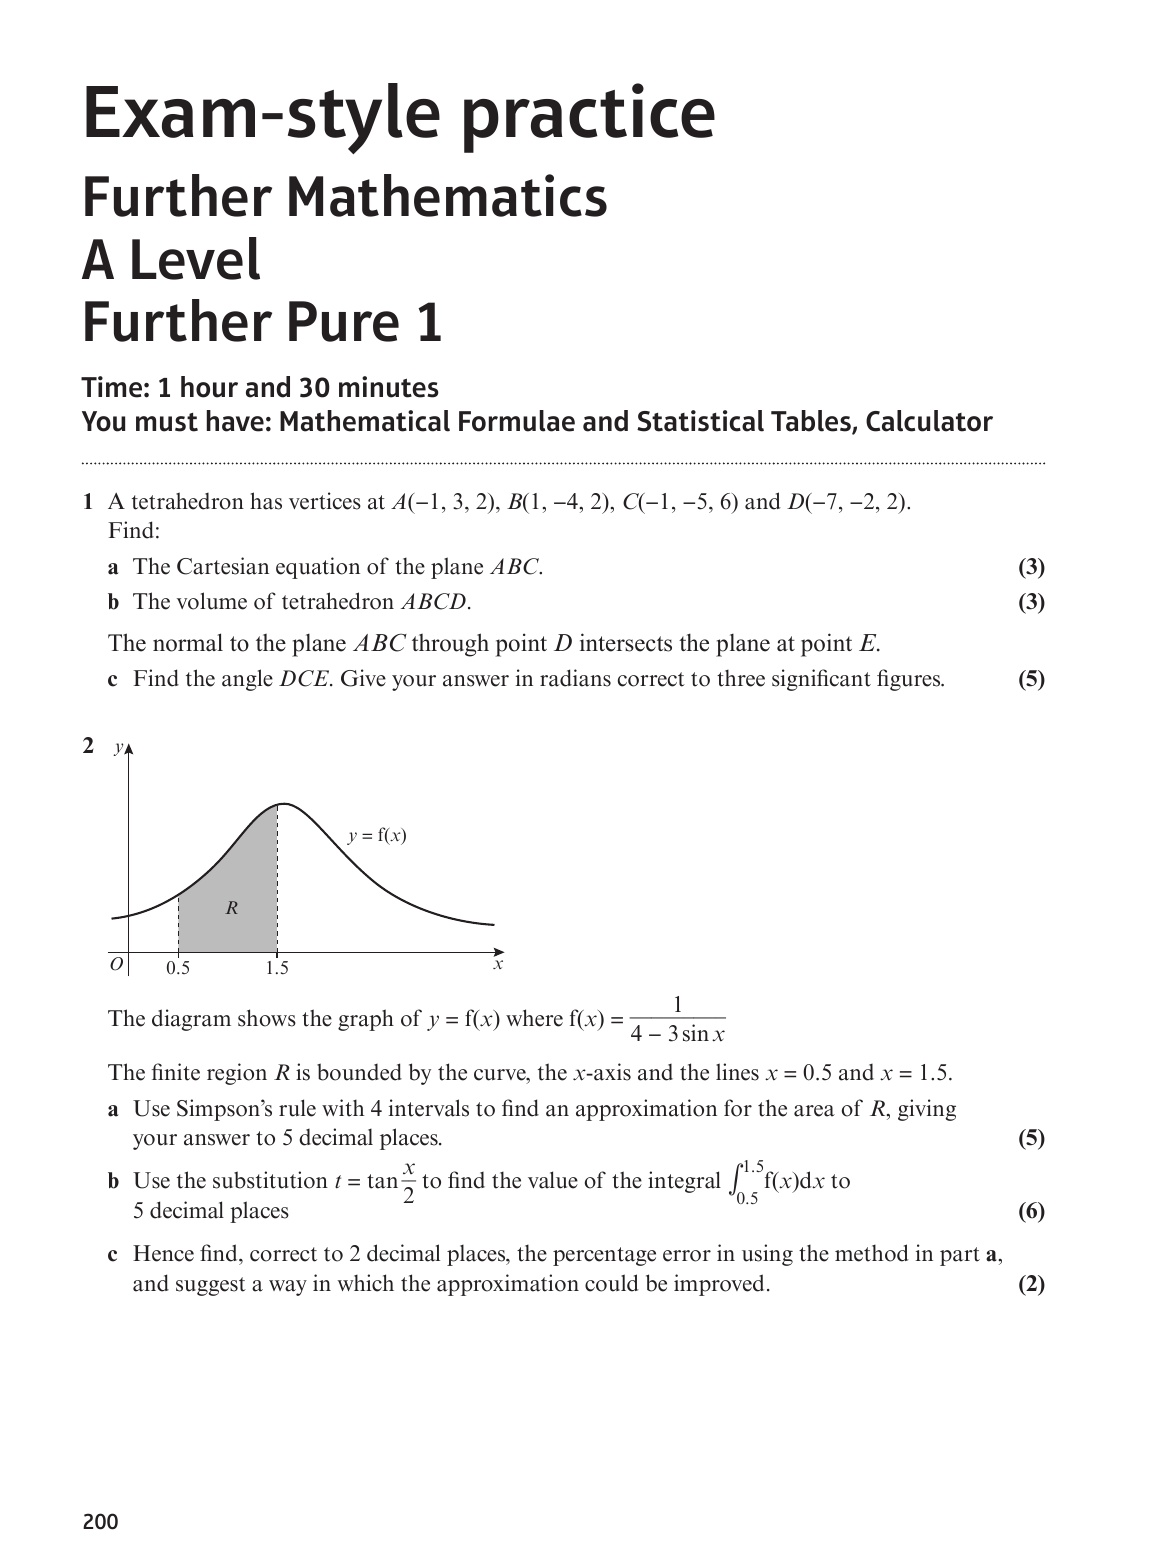 Exam-style practice
Further Mathematics
A Level
Further Pure 1
Time: 1 hour and 30 minutes
You must have: Mathematical Formulae and Statistical Tables, Calculator
1 A tetrahedron has vertices at A(−1, 3, 2), B(1, −4, 2), C(−1, −5, 6) and D(−7, −2, 2).
Find:
a The Cartesian equation of the plane ABC. (3)
b The volume of tetrahedron ABCD. (3)
The normal to the plane ABC through point D intersects the plane at point E.
c Find the angle DCE. Give your answer in radians correct to three significant figures. (5)
2
y
y = f(x)
R
O 0.5 1.5 x
The diagram shows the graph of y = f(x) where f(x) = 1/(4 − 3 sin x)
The finite region R is bounded by the curve, the x-axis and the lines x = 0.5 and x = 1.5.
a Use Simpson's rule with 4 intervals to find an approximation for the area of R, giving
your answer to 5 decimal places. (5)
b Use the substitution t = tan x/2 to find the value of the integral ∫_0.5^1.5 f(x)dx to
5 decimal places (6)
c Hence find, correct to 2 decimal places, the percentage error in using the method in part a,
and suggest a way in which the approximation could be improved. (2)
200